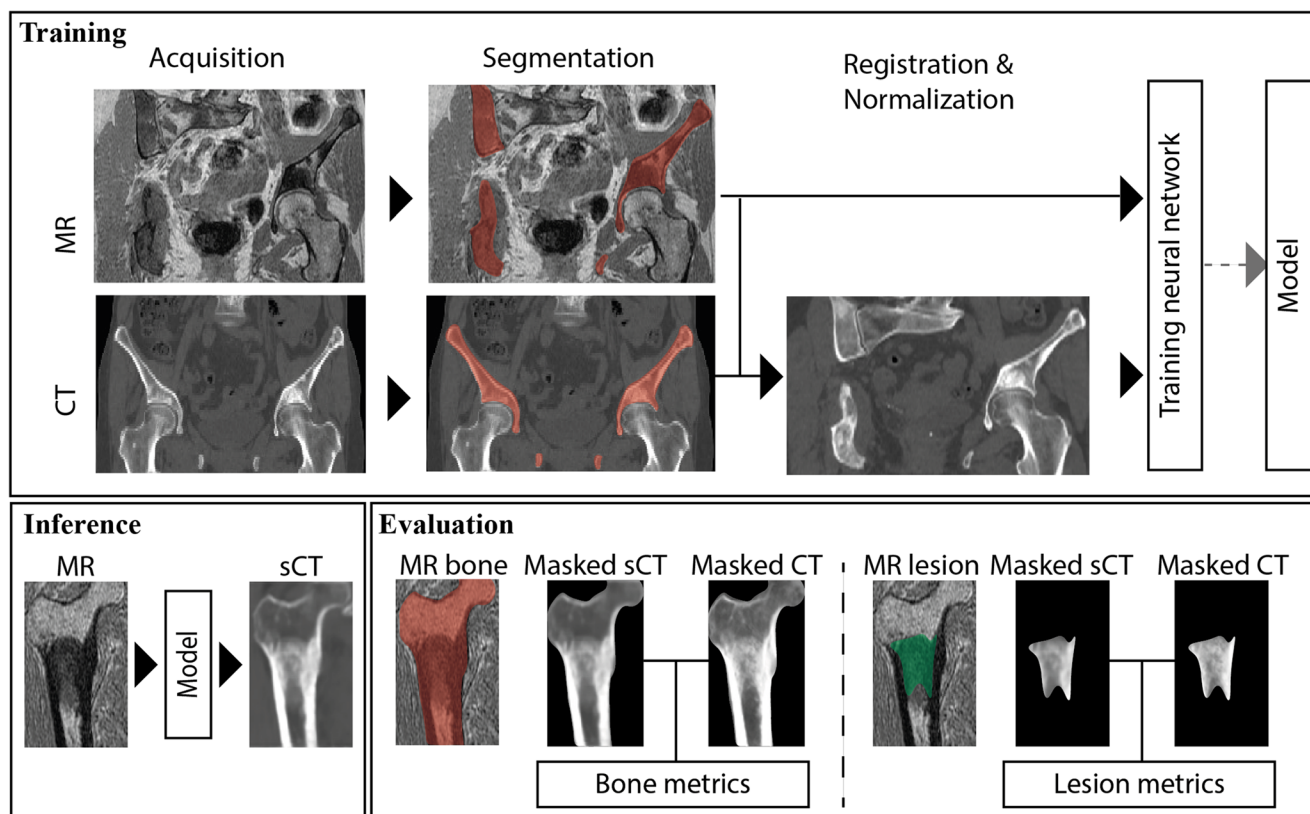 Training
Acquisition
Segmentation
Registration &
Normalization
MR
CT
Training neural network
Model
Inference
MR
sCT
Model
Evaluation
MR bone
Masked sCT
Masked CT
Bone metrics
MR lesion
Masked sCT
Masked CT
Lesion metrics